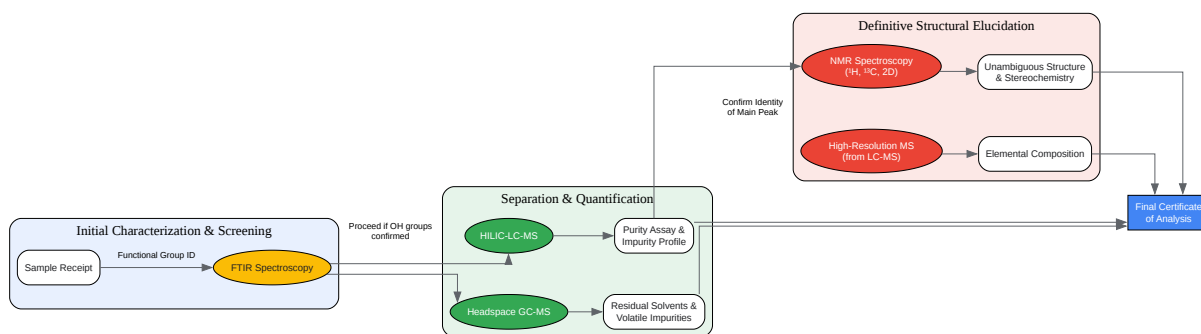 Definitive Structural Elucidation
NMR Spectroscopy
(¹H, ¹³C, 2D)
Unambiguous Structure
& Stereochemistry
Confirm Identity
of Main Peak
High-Resolution MS
(from LC-MS)
Elemental Composition
Separation & Quantification
Final Certificate
of Analysis
Initial Characterization & Screening
Proceed if OH groups
confirmed
HILIC-LC-MS
Purity Assay &
Impurity Profile
Sample Receipt
Functional Group ID
FTIR Spectroscopy
Headspace GC-MS
Residual Solvents &
Volatile Impurities